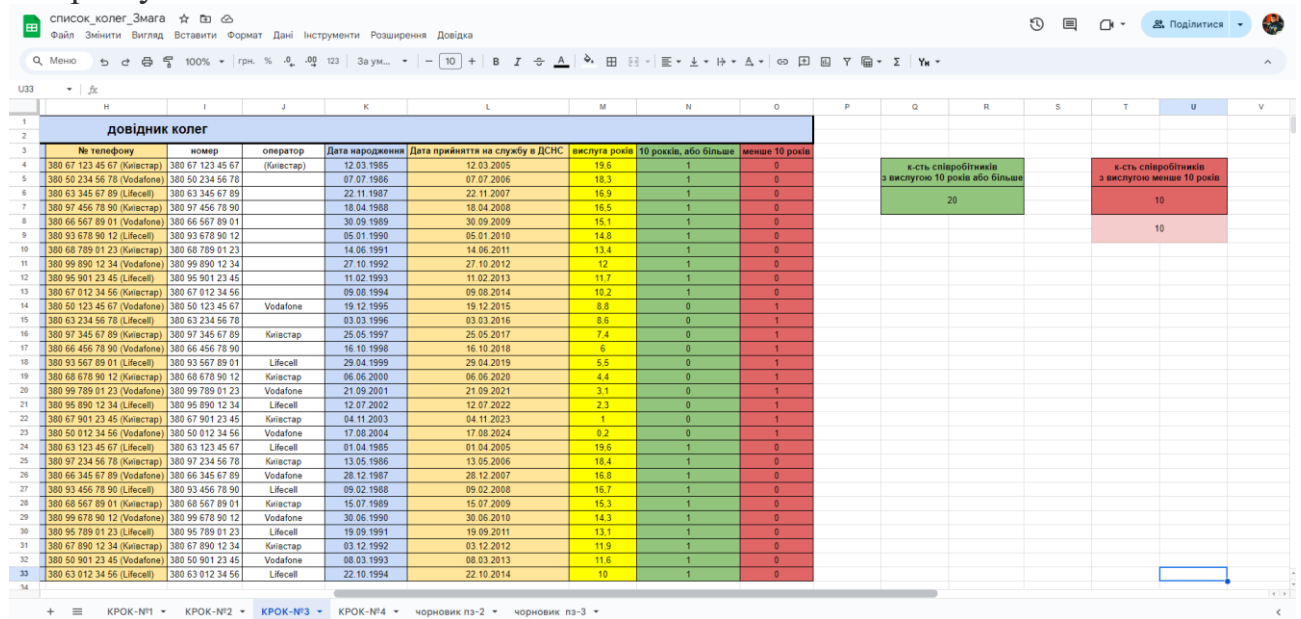 список_колег_Змага
Файл Змінити Вигляд Вставити Формат Дані Інструменти Розширення Довідка
Поділитися
Меню 100% грн. % .0 .00 123 За ум... 10 B I A
U33 fx
H I J K L M N O P Q R S T U V
1 довідник колег
2
3 № телефону номер оператор Дата народження Дата прийняття на службу в ДСНС вислуга років 10 рокків, або більше менше 10 років
4 380 67 123 45 67 (Київстар) 380 67 123 45 67 (Київстар) 12.03.1985 12.03.2005 19,6 1 0 к-сть співробітників к-сть співробітників
5 380 50 234 56 78 (Vodafone) 380 50 234 56 78 07.07.1986 07.07.2006 18,3 1 0 з вислугою 10 років або більше з вислугою менше 10 років
6 380 63 345 67 89 (Lifecell) 380 63 345 67 89 22.11.1987 22.11.2007 16,9 1 0 20 10
7 380 97 456 78 90 (Київстар) 380 97 456 78 90 18.04.1988 18.04.2008 16,5 1 0
8 380 66 567 89 01 (Vodafone) 380 66 567 89 01 30.09.1989 30.09.2009 15,1 1 0 10
9 380 93 678 90 12 (Lifecell) 380 93 678 90 12 05.01.1990 05.01.2010 14,8 1 0
10 380 68 789 01 23 (Київстар) 380 68 789 01 23 14.06.1991 14.06.2011 13,4 1 0
11 380 99 890 12 34 (Vodafone) 380 99 890 12 34 27.10.1992 27.10.2012 12 1 0
12 380 95 901 23 45 (Lifecell) 380 95 901 23 45 11.02.1993 11.02.2013 11,7 1 0
13 380 67 012 34 56 (Київстар) 380 67 012 34 56 09.08.1994 09.08.2014 10,2 1 0
14 380 50 123 45 67 (Vodafone) 380 50 123 45 67 Vodafone 19.12.1995 19.12.2015 8,8 0 1
15 380 63 234 56 78 (Lifecell) 380 63 234 56 78 03.03.1996 03.03.2016 8,6 0 1
16 380 97 345 67 89 (Київстар) 380 97 345 67 89 Київстар 25.05.1997 25.05.2017 7,4 0 1
17 380 66 456 78 90 (Vodafone) 380 66 456 78 90 16.10.1998 16.10.2018 6 0 1
18 380 93 567 89 01 (Lifecell) 380 93 567 89 01 Lifecell 29.04.1999 29.04.2019 5,5 0 1
19 380 68 678 90 12 (Київстар) 380 68 678 90 12 Київстар 06.06.2000 06.06.2020 4,4 0 1
20 380 99 789 01 23 (Vodafone) 380 99 789 01 23 Vodafone 21.09.2001 21.09.2021 3,1 0 1
21 380 95 890 12 34 (Lifecell) 380 95 890 12 34 Lifecell 12.07.2002 12.07.2022 2,3 0 1
22 380 67 901 23 45 (Київстар) 380 67 901 23 45 Київстар 04.11.2003 04.11.2023 1 0 1
23 380 50 012 34 56 (Vodafone) 380 50 012 34 56 Vodafone 17.08.2004 17.08.2024 0,2 0 1
24 380 63 123 45 67 (Lifecell) 380 63 123 45 67 Lifecell 01.04.1985 01.04.2005 19,6 1 0
25 380 97 234 56 78 (Київстар) 380 97 234 56 78 Київстар 13.05.1986 13.05.2006 18,4 1 0
26 380 66 345 67 89 (Vodafone) 380 66 345 67 89 Vodafone 28.12.1987 28.12.2007 16,8 1 0
27 380 93 456 78 90 (Lifecell) 380 93 456 78 90 Lifecell 09.02.1988 09.02.2008 16,7 1 0
28 380 68 567 89 01 (Київстар) 380 68 567 89 01 Київстар 15.07.1989 15.07.2009 15,3 1 0
29 380 99 678 90 12 (Vodafone) 380 99 678 90 12 Vodafone 30.06.1990 30.06.2010 14,3 1 0
30 380 95 789 01 23 (Lifecell) 380 95 789 01 23 Lifecell 19.09.1991 19.09.2011 13,1 1 0
31 380 67 890 12 34 (Київстар) 380 67 890 12 34 Київстар 03.12.1992 03.12.2012 11,9 1 0
32 380 50 901 23 45 (Vodafone) 380 50 901 23 45 Vodafone 08.03.1993 08.03.2013 11,6 1 0
33 380 63 012 34 56 (Lifecell) 380 63 012 34 56 Lifecell 22.10.1994 22.10.2014 10 1 0
34
КРОК-№1 КРОК-№2 КРОК-№3 КРОК-№4 чорновик пз-2 чорновик пз-3